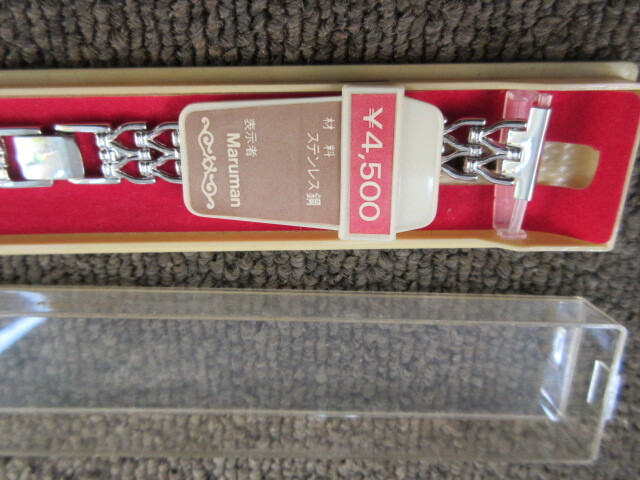 ¥4,500
材料
ステンレス鋼
表示者
Maruman